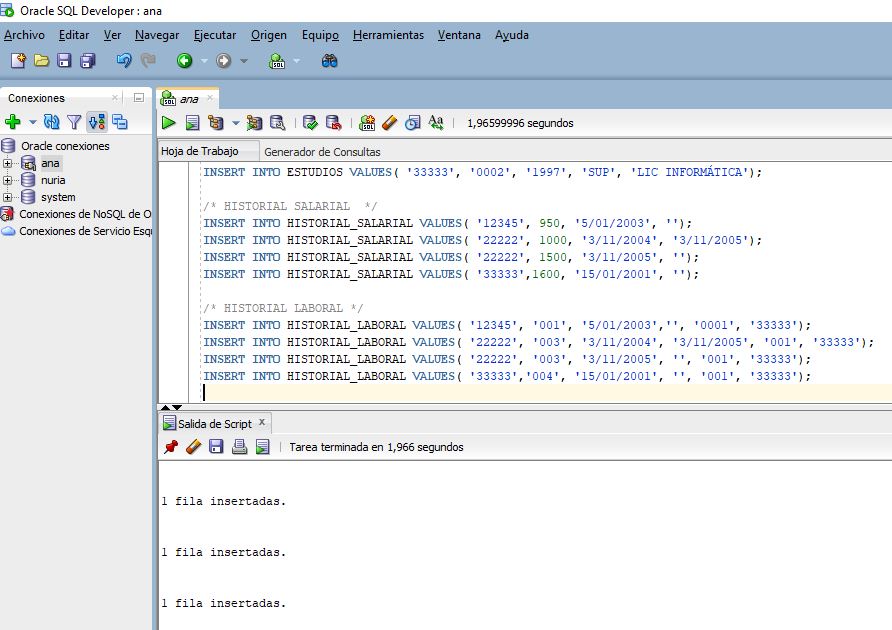 Oracle SQL Developer : ana
Archivo Editar Ver Navegar Ejecutar Origen Equipo Herramientas Ventana Ayuda
Conexiones
Oracle conexiones
ana
nuria
system
Conexiones de NoSQL de O
Conexiones de Servicio Esq
ana
1,96599996 segundos
Hoja de Trabajo Generador de Consultas
INSERT INTO ESTUDIOS VALUES( '33333', '0002', '1997', 'SUP', 'LIC INFORMÁTICA');
/* HISTORIAL SALARIAL */
INSERT INTO HISTORIAL_SALARIAL VALUES( '12345', 950, '5/01/2003', '');
INSERT INTO HISTORIAL_SALARIAL VALUES( '22222', 1000, '3/11/2004', '3/11/2005');
INSERT INTO HISTORIAL_SALARIAL VALUES( '22222', 1500, '3/11/2005', '');
INSERT INTO HISTORIAL_SALARIAL VALUES( '33333',1600, '15/01/2001', '');
/* HISTORIAL LABORAL */
INSERT INTO HISTORIAL_LABORAL VALUES( '12345', '001', '5/01/2003','', '0001', '33333');
INSERT INTO HISTORIAL_LABORAL VALUES( '22222', '003', '3/11/2004', '3/11/2005', '001', '33333');
INSERT INTO HISTORIAL_LABORAL VALUES( '22222', '003', '3/11/2005', '', '001', '33333');
INSERT INTO HISTORIAL_LABORAL VALUES( '33333','004', '15/01/2001', '', '001', '33333');
Salida de Script
Tarea terminada en 1,966 segundos
1 fila insertadas.
1 fila insertadas.
1 fila insertadas.